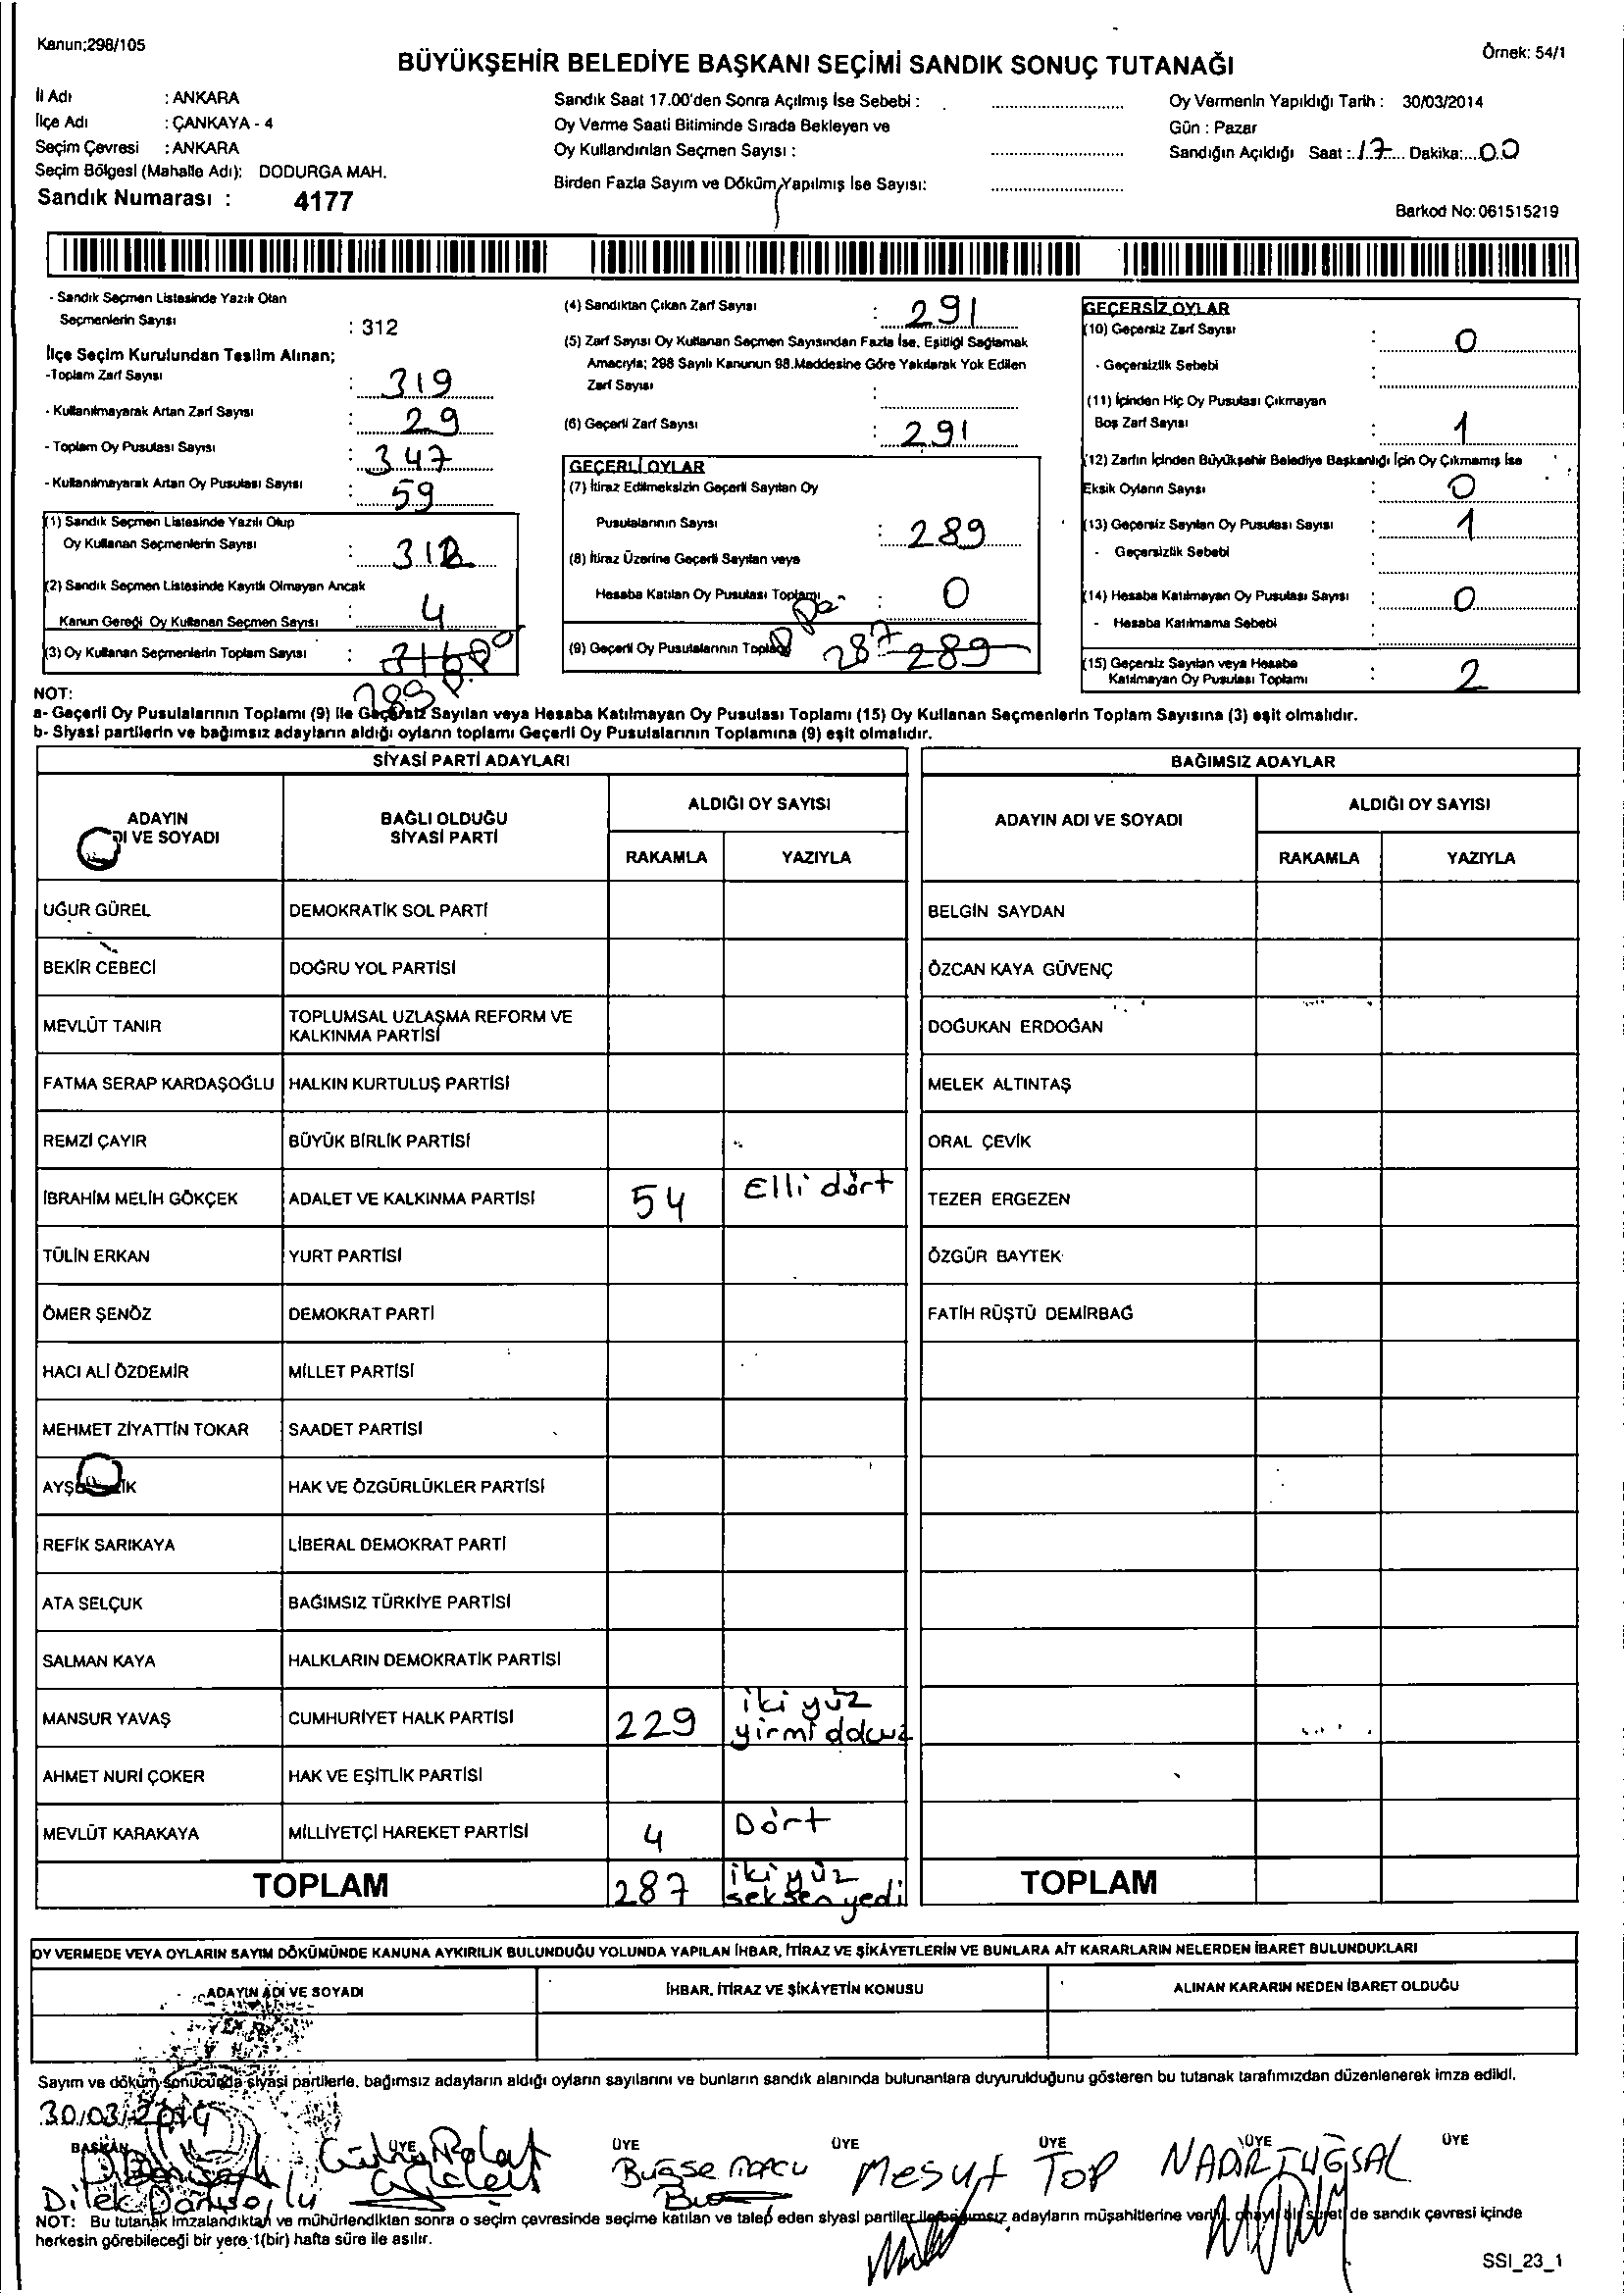 Kanun:298/105
Örnek: 54/1
BÜYÜKŞEHİR BELEDİYE BAŞKANI SEÇİMİ SANDIK SONUÇ TUTANAĞI
İl Adı : ANKARA
İlçe Adı : ÇANKAYA - 4
Seçim Çevresi : ANKARA
Seçim Bölgesi (Mahalle Adı): DODURGA MAH.
Sandık Numarası : 4177
Sandık Saat 17.00'den Sonra Açılmış İse Sebebi :
Oy Verme Saati Bitiminde Sırada Bekleyen ve
Oy Kullandırılan Seçmen Sayısı :
Birden Fazla Sayım ve Döküm Yapılmış İse Sayısı:
Oy Vermenin Yapıldığı Tarih : 30/03/2014
Gün : Pazar
Sandığın Açıldığı Saat : 17 Dakika: 00
Barkod No: 061515219
- Sandık Seçmen Listesinde Yazılı Olan
Seçmenlerin Sayısı : 312
İlçe Seçim Kurulundan Teslim Alınan;
-Toplam Zarf Sayısı : 319
- Kullanılmayarak Artan Zarf Sayısı : 29
- Toplam Oy Pusulası Sayısı : 347
- Kullanılmayarak Artan Oy Pusulası Sayısı : 59
(1) Sandık Seçmen Listesinde Yazılı Olup
Oy Kullanan Seçmenlerin Sayısı : 312
(2) Sandık Seçmen Listesinde Kayıtlı Olmayan Ancak
Kanun Gereği Oy Kullanan Seçmen Sayısı : 4
(3) Oy Kullanan Seçmenlerin Toplam Sayısı : 316
289
(4) Sandıktan Çıkan Zarf Sayısı : 291
(5) Zarf Sayısı Oy Kullanan Seçmen Sayısından Fazla İse, Eşitliği Sağlamak
Amacıyla; 298 Sayılı Kanunun 98.Maddesine Göre Yakılarak Yok Edilen
Zarf Sayısı :
(6) Geçerli Zarf Sayısı : 291
GEÇERLİ OYLAR
(7) İtiraz Edilmeksizin Geçerli Sayılan Oy
Pusulalarının Sayısı : 289
(8) İtiraz Üzerine Geçerli Sayılan veya
Hesaba Katılan Oy Pusulası Toplamı : 0
(9) Geçerli Oy Pusulalarının Toplamı 287 289
GEÇERSİZ OYLAR
(10) Geçersiz Zarf Sayısı : 0
- Geçersizlik Sebebi :
(11) İçinden Hiç Oy Pusulası Çıkmayan
Boş Zarf Sayısı : 1
(12) Zarfın İçinden Büyükşehir Belediye Başkanlığı İçin Oy Çıkmamış İse
Eksik Oyların Sayısı : 0
(13) Geçersiz Sayılan Oy Pusulası Sayısı : 1
- Geçersizlik Sebebi
(14) Hesaba Katılmayan Oy Pusulası Sayısı : 0
- Hesaba Katılmama Sebebi :
(15) Geçersiz Sayılan veya Hesaba
Katılmayan Oy Pusulası Toplamı : 2
NOT:
a- Geçerli Oy Pusulalarının Toplamı (9) ile Geçersiz Sayılan veya Hesaba Katılmayan Oy Pusulası Toplamı (15) Oy Kullanan Seçmenlerin Toplam Sayısına (3) eşit olmalıdır.
b- Siyasi partilerin ve bağımsız adayların aldığı oyların toplamı Geçerli Oy Pusulalarının Toplamına (9) eşit olmalıdır.
SİYASİ PARTİ ADAYLARI
ADAYIN
DI VE SOYADI
BAĞLI OLDUĞU
SİYASİ PARTİ
ALDIĞI OY SAYISI
RAKAMLA YAZIYLA
UĞUR GÜREL DEMOKRATİK SOL PARTİ
BEKİR CEBECİ DOĞRU YOL PARTİSİ
MEVLÜT TANIR TOPLUMSAL UZLAŞMA REFORM VE
KALKINMA PARTİSİ
FATMA SERAP KARDAŞOĞLU HALKIN KURTULUŞ PARTİSİ
REMZİ ÇAYIR BÜYÜK BİRLİK PARTİSİ
İBRAHİM MELİH GÖKÇEK ADALET VE KALKINMA PARTİSİ 54 Elli dört
TÜLİN ERKAN YURT PARTİSİ
ÖMER ŞENÖZ DEMOKRAT PARTİ
HACI ALİ ÖZDEMİR MİLLET PARTİSİ
MEHMET ZİYATTİN TOKAR SAADET PARTİSİ
HAK VE ÖZGÜRLÜKLER PARTİSİ
REFİK SARIKAYA LİBERAL DEMOKRAT PARTİ
ATA SELÇUK BAĞIMSIZ TÜRKİYE PARTİSİ
SALMAN KAYA HALKLARIN DEMOKRATİK PARTİSİ
MANSUR YAVAŞ CUMHURİYET HALK PARTİSİ 229 iki yüz
yirmi dokuz
AHMET NURİ ÇOKER HAK VE EŞİTLİK PARTİSİ
MEVLÜT KARAKAYA MİLLİYETÇİ HAREKET PARTİSİ 4 Dört
TOPLAM 287 iki yüz
seksen yedi
BAĞIMSIZ ADAYLAR
ADAYIN ADI VE SOYADI
ALDIĞI OY SAYISI
RAKAMLA YAZIYLA
BELGİN SAYDAN
ÖZCAN KAYA GÜVENÇ
DOĞUKAN ERDOĞAN
MELEK ALTINTAŞ
ORAL ÇEVİK
TEZER ERGEZEN
ÖZGÜR BAYTEK
FATİH RÜŞTÜ DEMİRBAĞ
TOPLAM
OY VERMEDE VEYA OYLARIN SAYIM DÖKÜMÜNDE KANUNA AYKIRILIK BULUNDUĞU YOLUNDA YAPILAN İHBAR, İTİRAZ VE ŞİKÂYETLERİN VE BUNLARA AİT KARARLARIN NELERDEN İBARET BULUNDUKLARI
ADAYIN ADI VE SOYADI
İHBAR, İTİRAZ VE ŞİKÂYETİN KONUSU
ALINAN KARARIN NEDEN İBARET OLDUĞU
Sayım ve döküm sonucunda siyasi partilerle, bağımsız adayların aldığı oyların sayılarını ve bunların sandık alanında bulunanlara duyurulduğunu gösteren bu tutanak tarafımızdan düzenlenerek imza edildi.
30/03/2014
BAŞKAN ÜYE ÜYE ÜYE ÜYE ÜYE ÜYE
Polat
Buğse Mesut TOP NADİR TUĞSAL
Dilek
NOT: Bu tutanak imzalandıktan ve mühürlendikten sonra o seçim çevresinde seçime katılan ve talep eden siyasi partiler ile bağımsız adayların müşahitlerine verilir, onaylı bir sureti de sandık çevresi içinde
herkesin görebileceği bir yere 1(bir) hafta süre ile asılır.
SSI_23_1